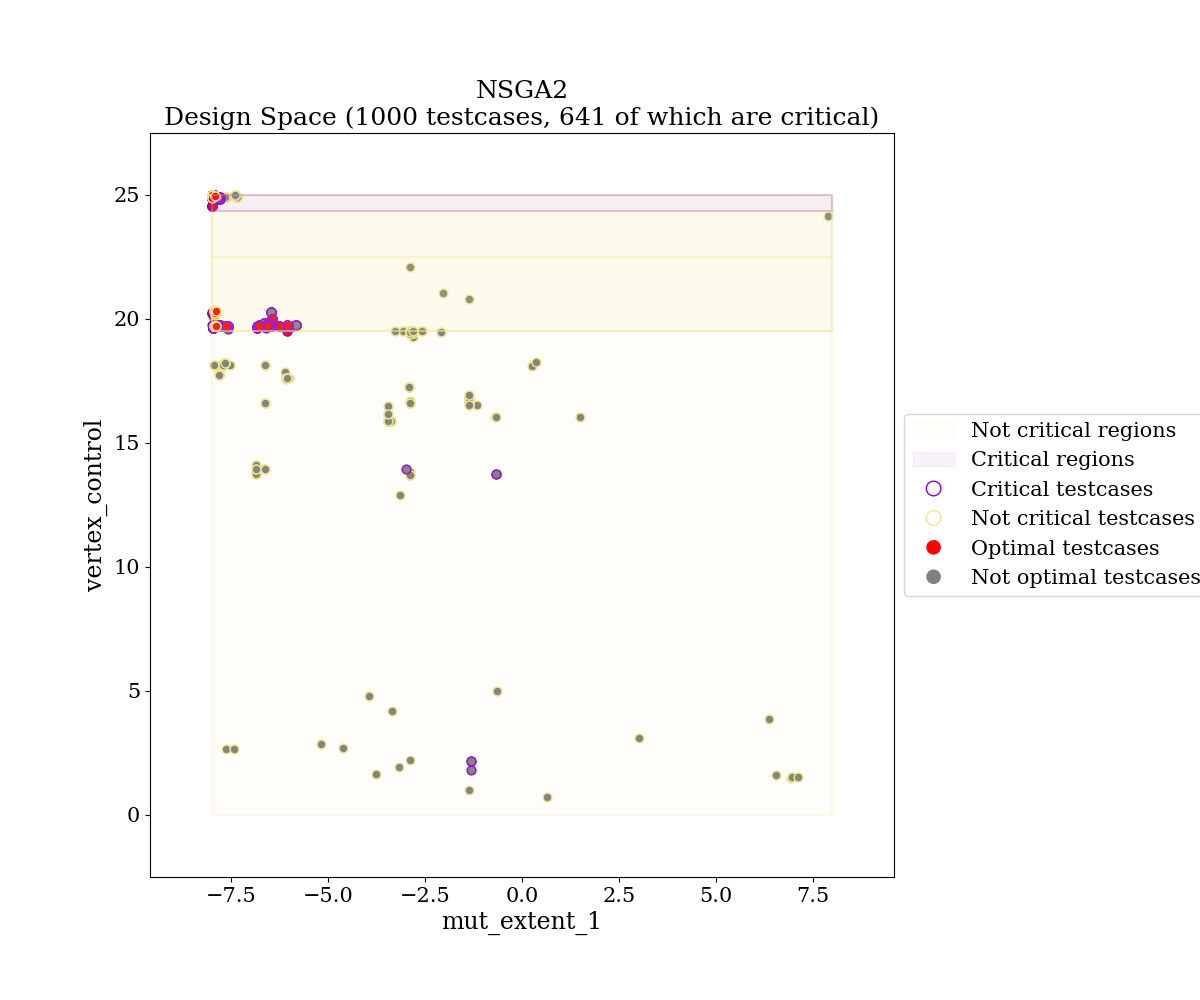 NSGA2
Design Space (1000 testcases, 641 of which are critical)
25
20
15
10
5
0
vertex_control
−7.5
−5.0
−2.5
0.0
2.5
5.0
7.5
mut_extent_1
Not critical regions
Critical regions
Critical testcases
Not critical testcases
Optimal testcases
Not optimal testcases